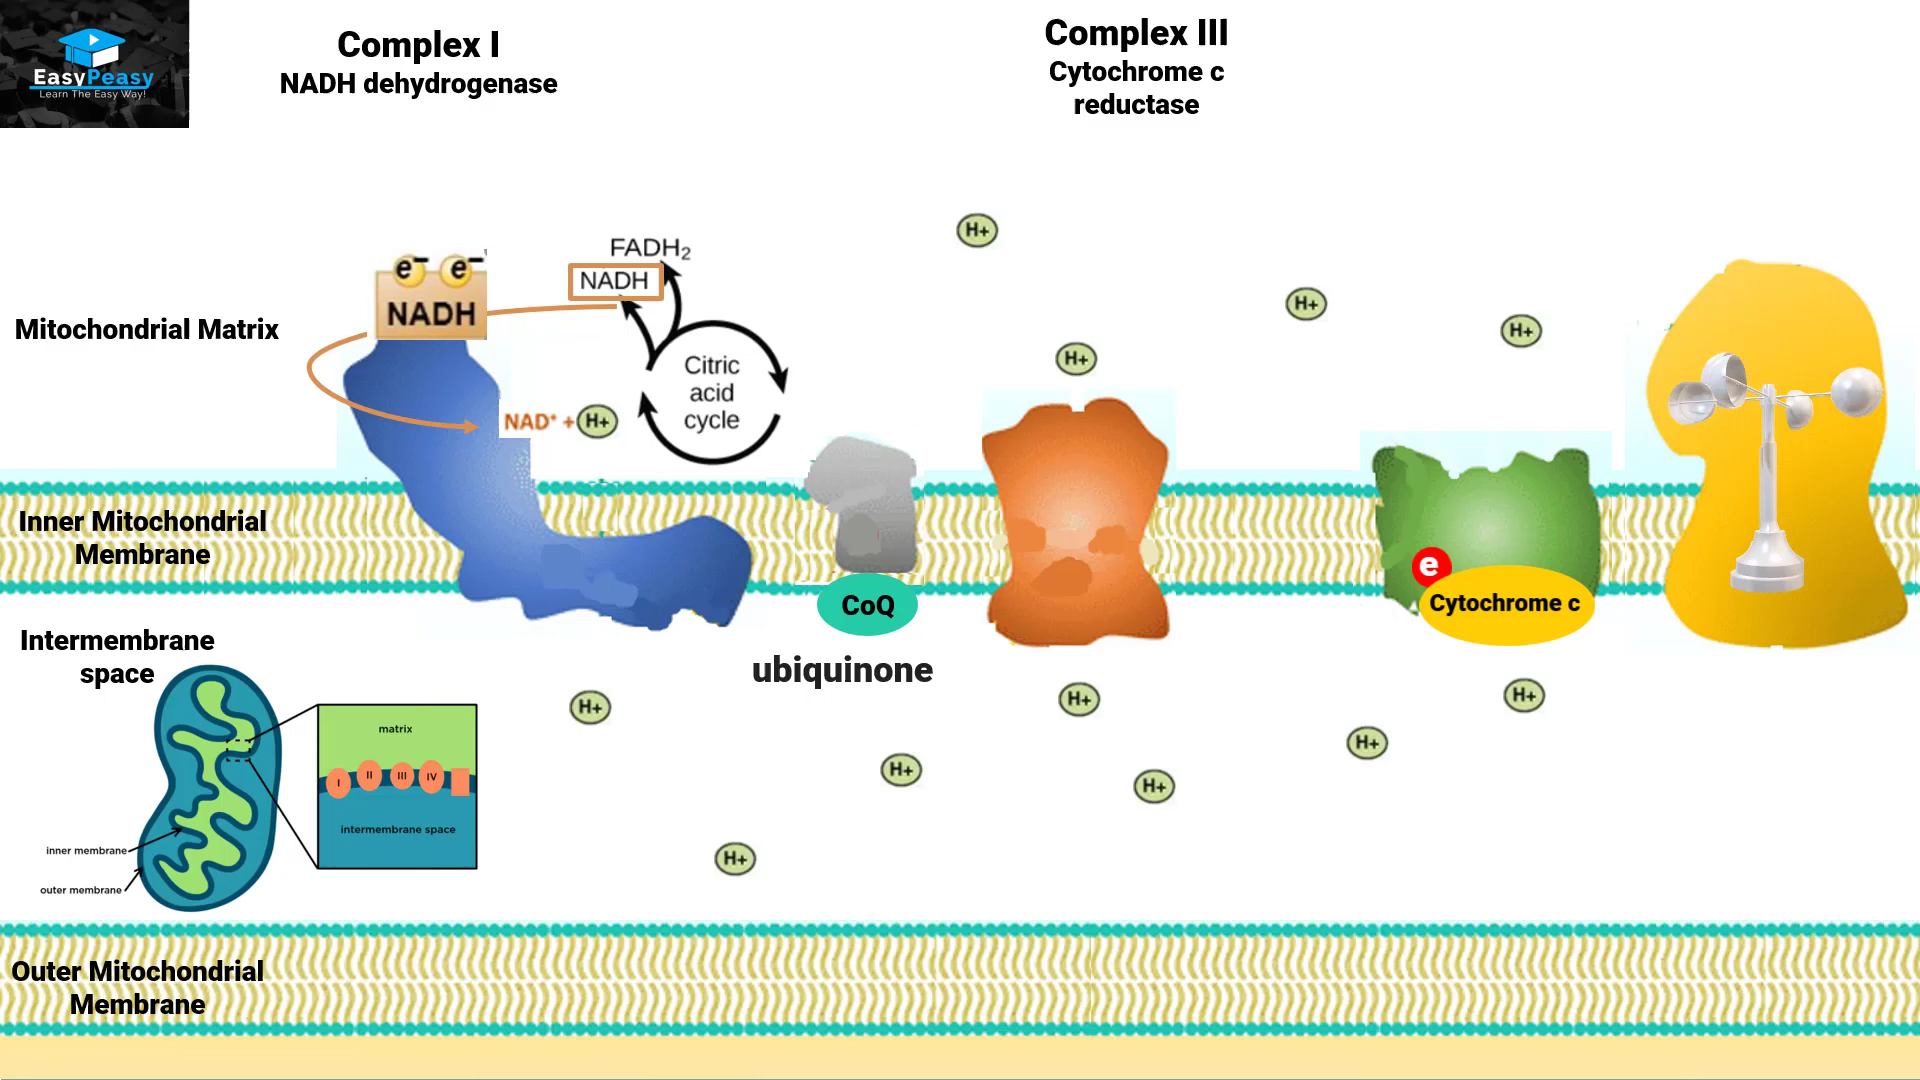 EasyPeasy
Learn The Easy Way!
Complex I
NADH dehydrogenase
Complex III
Cytochrome c
reductase
H+
H+
H+
H+
FADH₂
NADH
e⁻ e⁻
NADH
Mitochondrial Matrix
Citric
acid
cycle
NAD⁺ + H+
Inner Mitochondrial
Membrane
e
Cytochrome c
CoQ
ubiquinone
Intermembrane
space
H+
H+
H+
H+
H+
H+
H+
matrix
I II III IV
intermembrane space
inner membrane
outer membrane
Outer Mitochondrial
Membrane